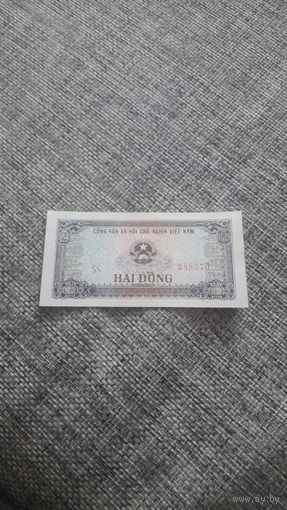 CỘNG HÒA XÃ HỘI CHỦ NGHĨA VIỆT NAM
SS 288370
HAI ĐỒNG
www.ay.by